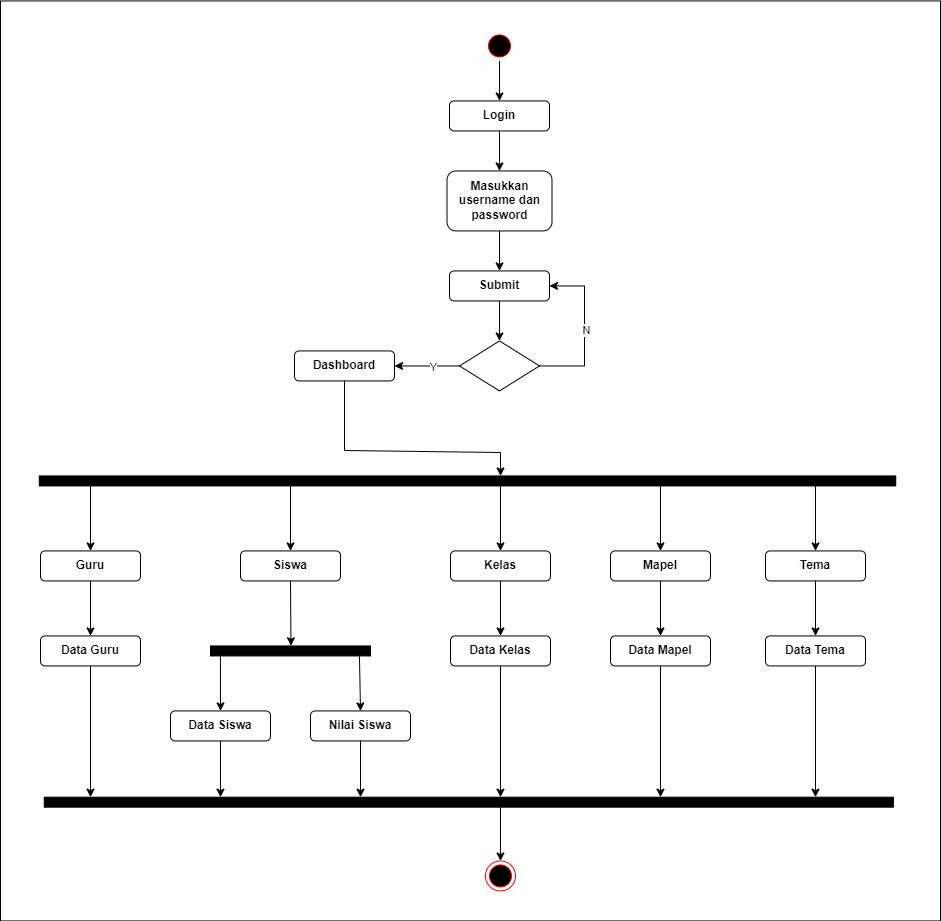 Login
Masukkan
username dan
password
Submit
N
Dashboard
Y
Guru
Siswa
Kelas
Mapel
Tema
Data Guru
Data Kelas
Data Mapel
Data Tema
Data Siswa
Nilai Siswa